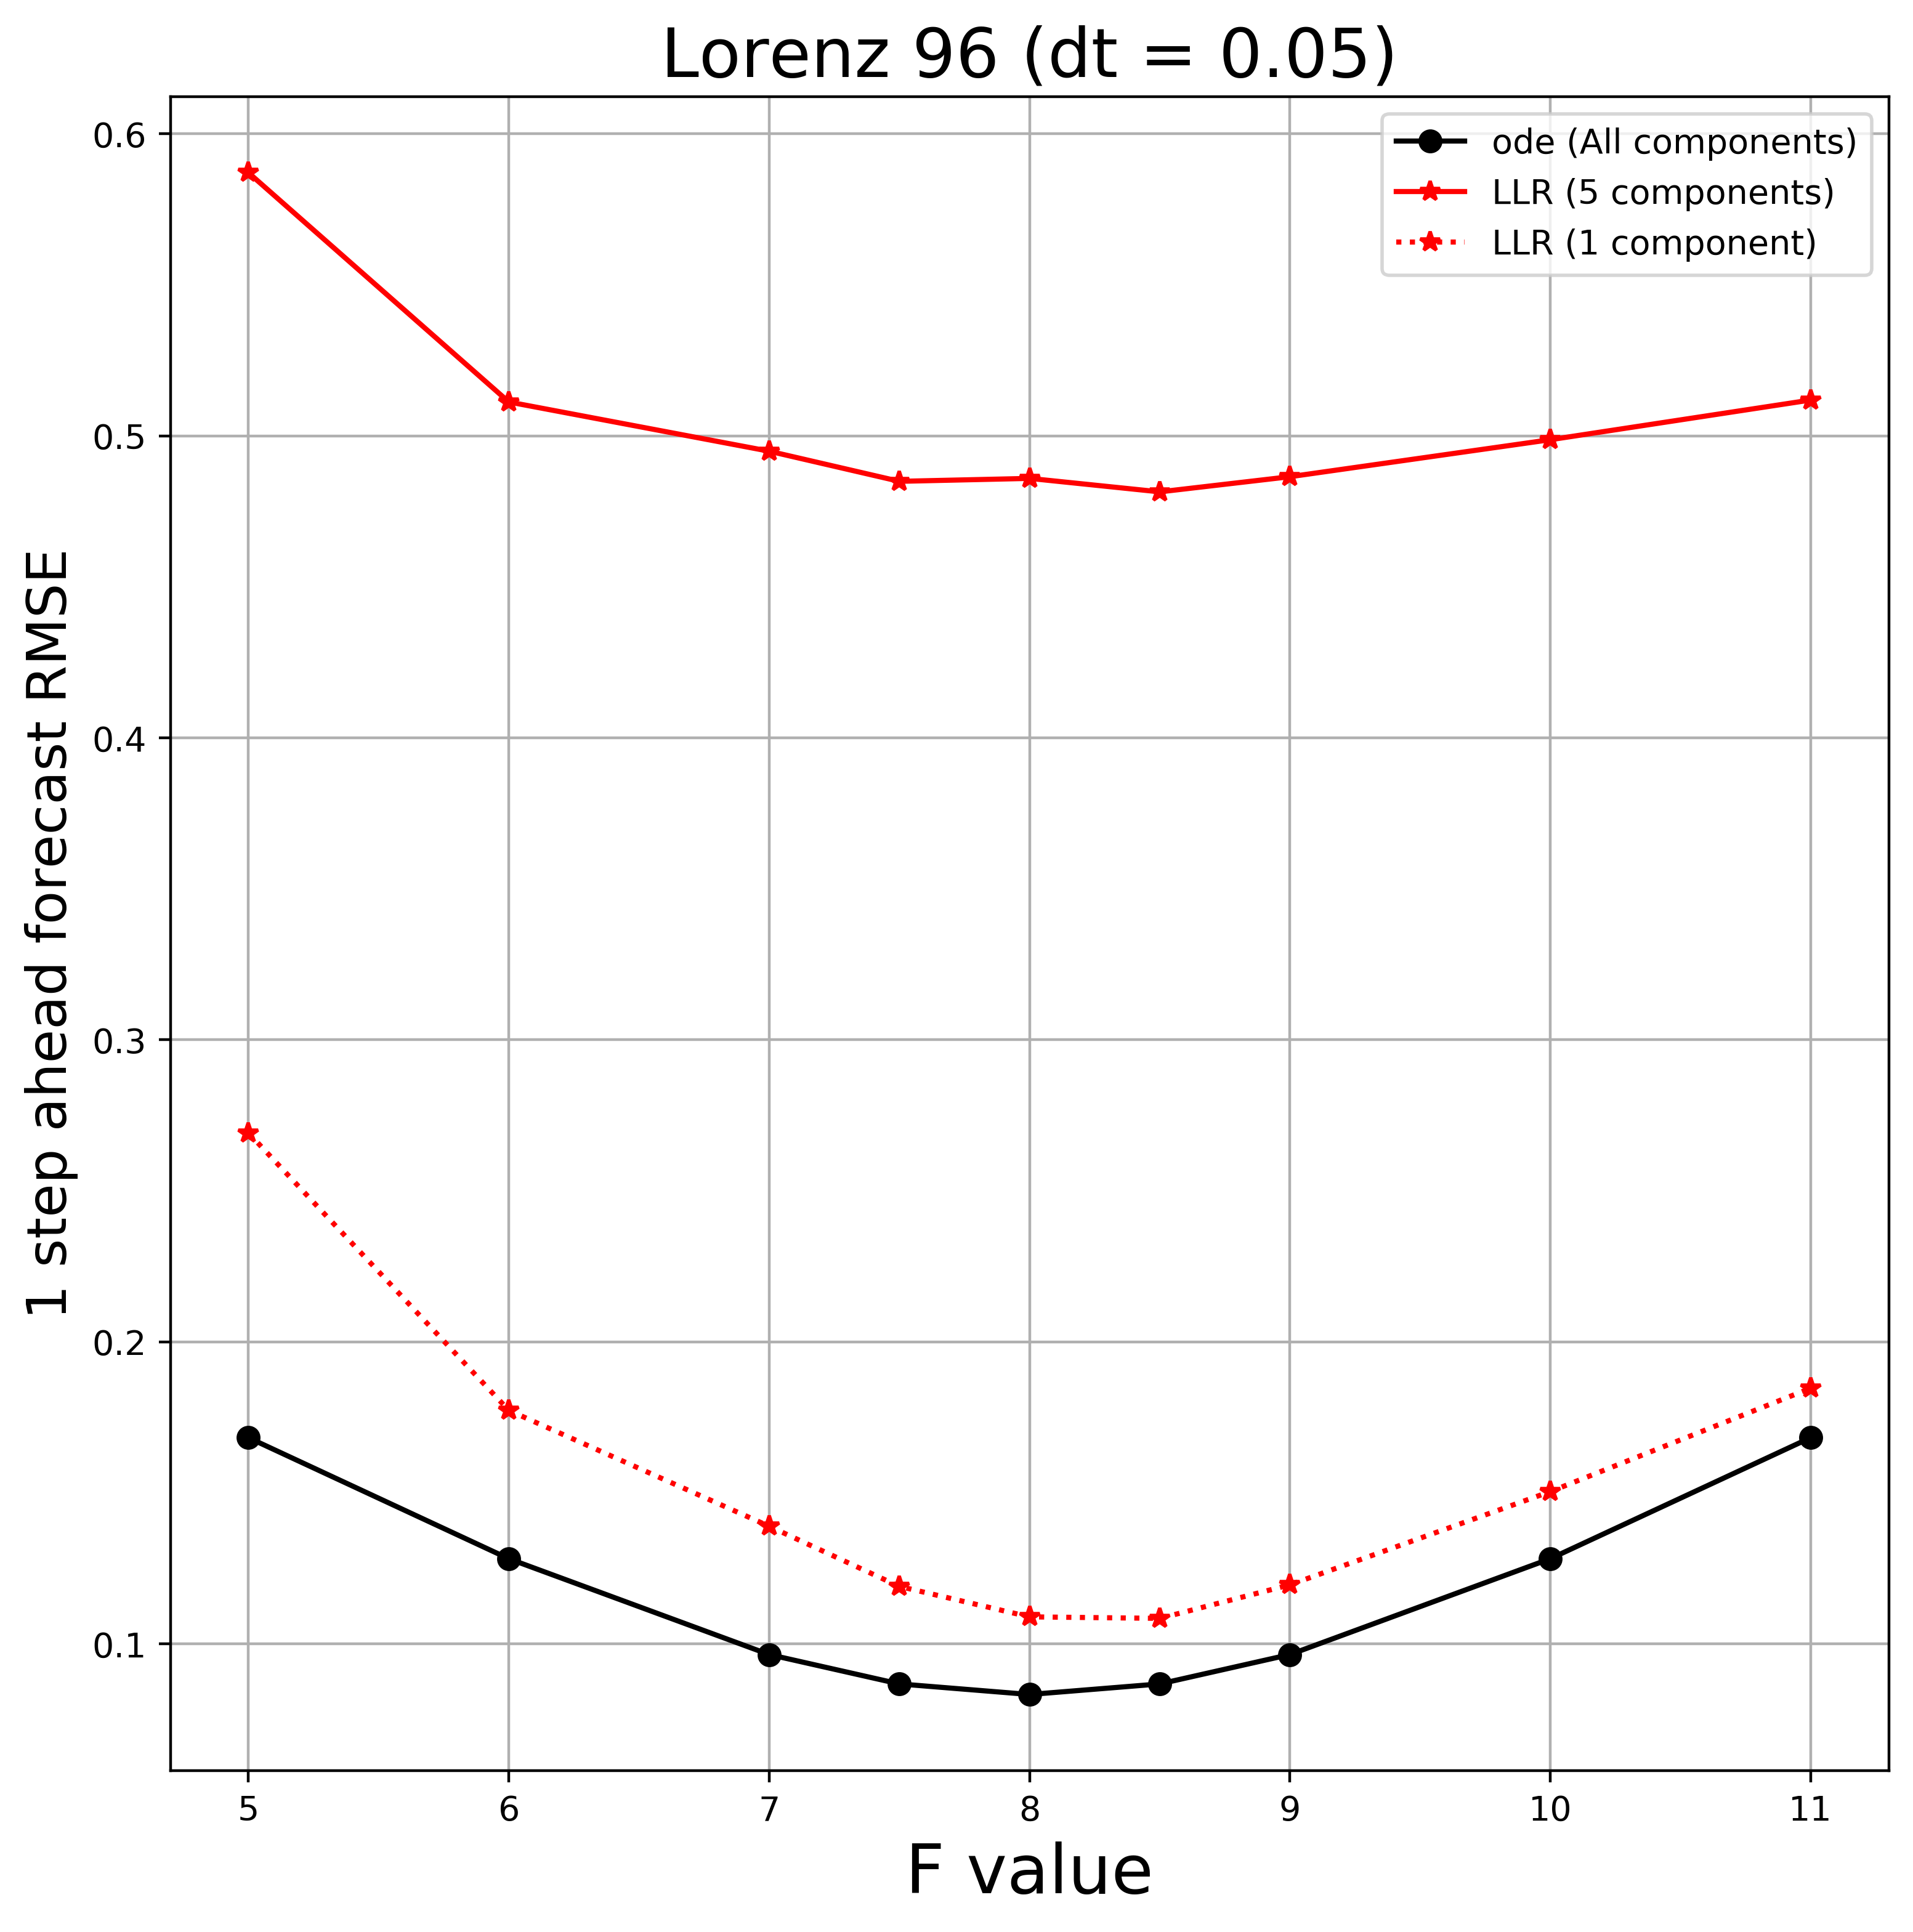 Lorenz 96 (dt = 0.05)
ode (All components)
LLR (5 components)
LLR (1 component)
1 step ahead forecast RMSE
0.6
0.5
0.4
0.3
0.2
0.1
5 6 7 8 9 10 11
F value